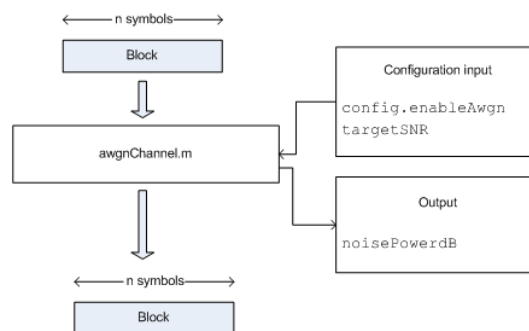 n symbols
Block
Configuration input
config.enableAwgn
targetSNR
awgnChannel.m
Output
noisePowerdB
n symbols
Block